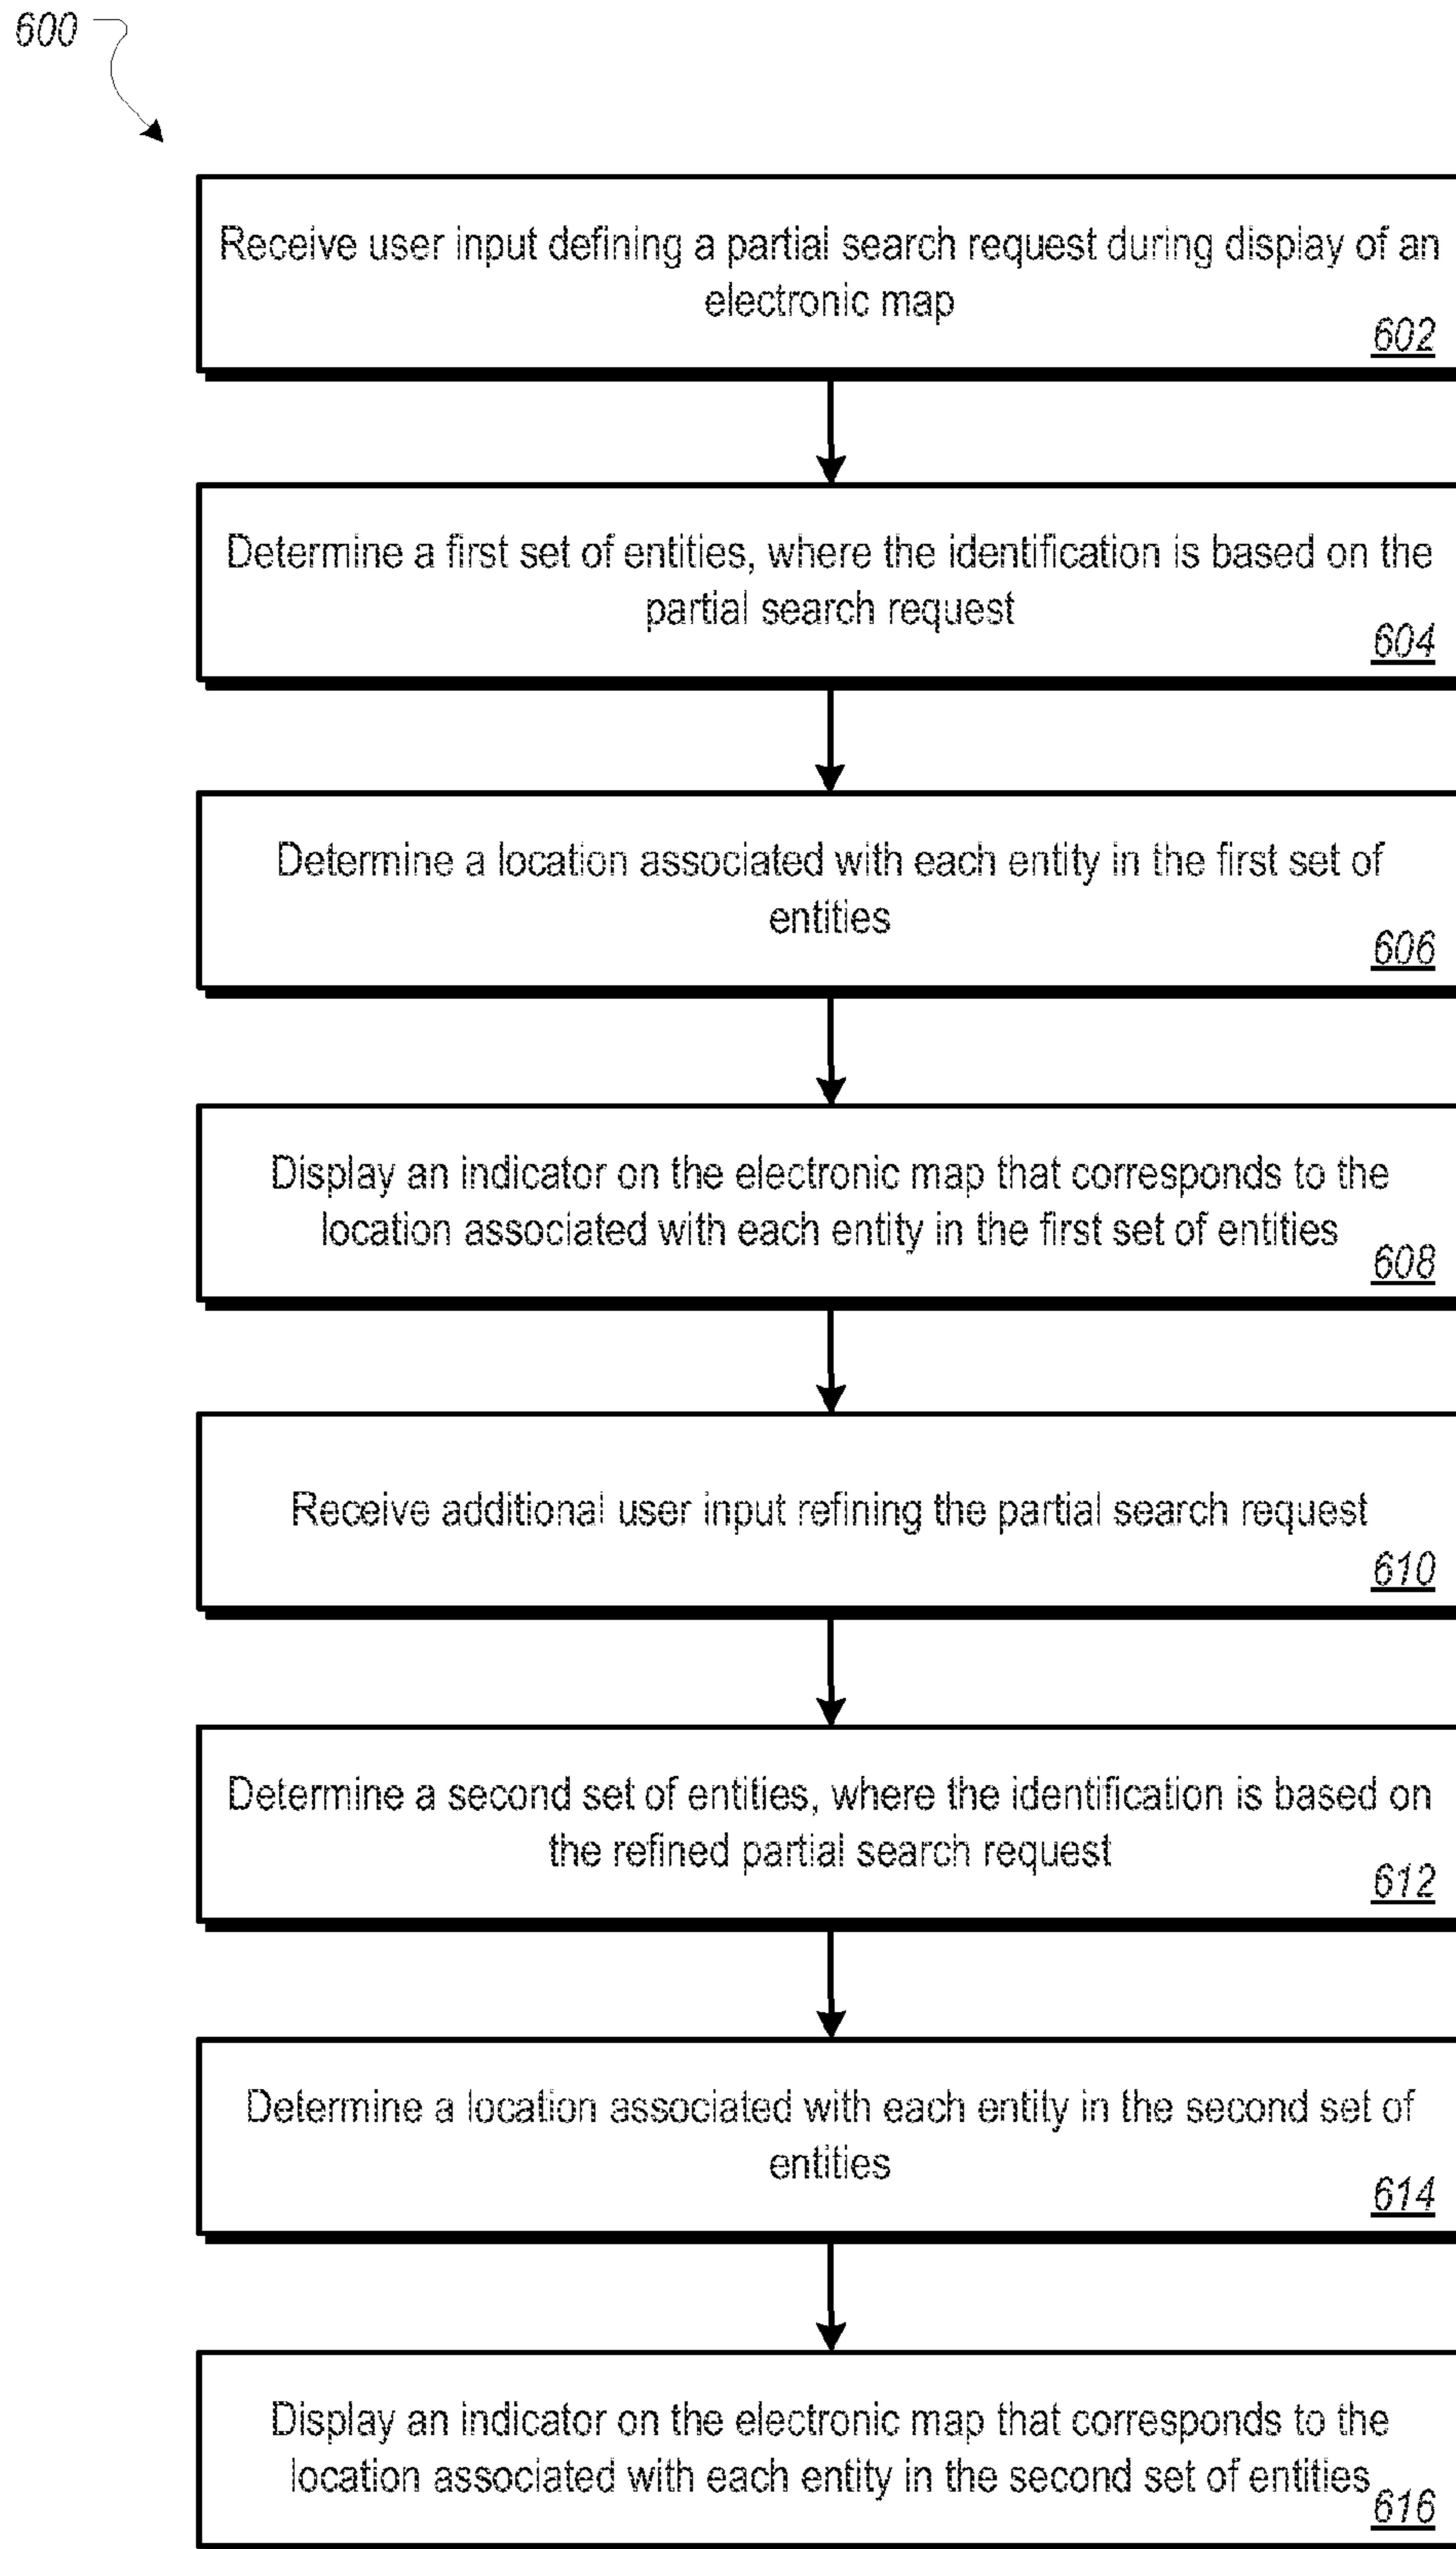 600
Receive user input defining a partial search request during display of an
electronic map
602
Determine a first set of entities, where the identification is based on the
partial search request
604
Determine a location associated with each entity in the first set of
entities
606
Display an indicator on the electronic map that corresponds to the
location associated with each entity in the first set of entities
608
Receive additional user input refining the partial search request
610
Determine a second set of entities, where the identification is based on
the refined partial search request
612
Determine a location associated with each entity in the second set of
entities
614
Display an indicator on the electronic map that corresponds to the
location associated with each entity in the second set of entities
616